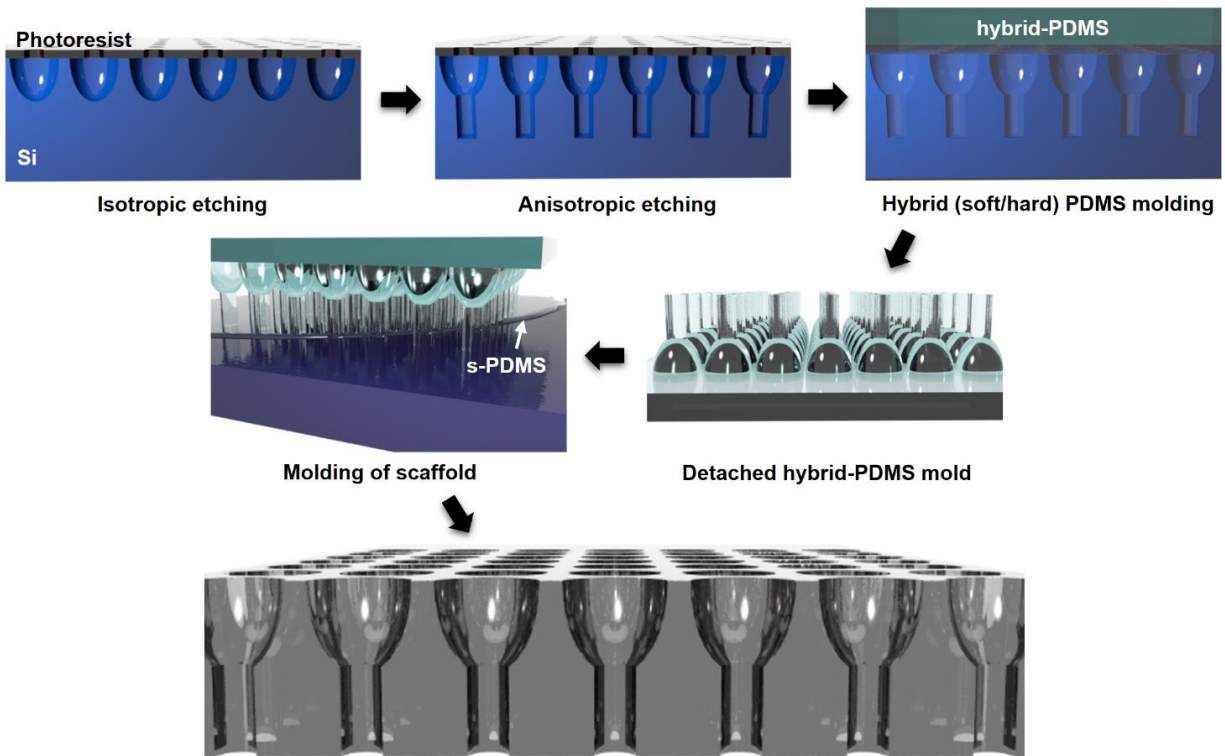 Photoresist
Si
Isotropic etching
Anisotropic etching
hybrid-PDMS
Hybrid (soft/hard) PDMS molding
s-PDMS
Molding of scaffold
Detached hybrid-PDMS mold